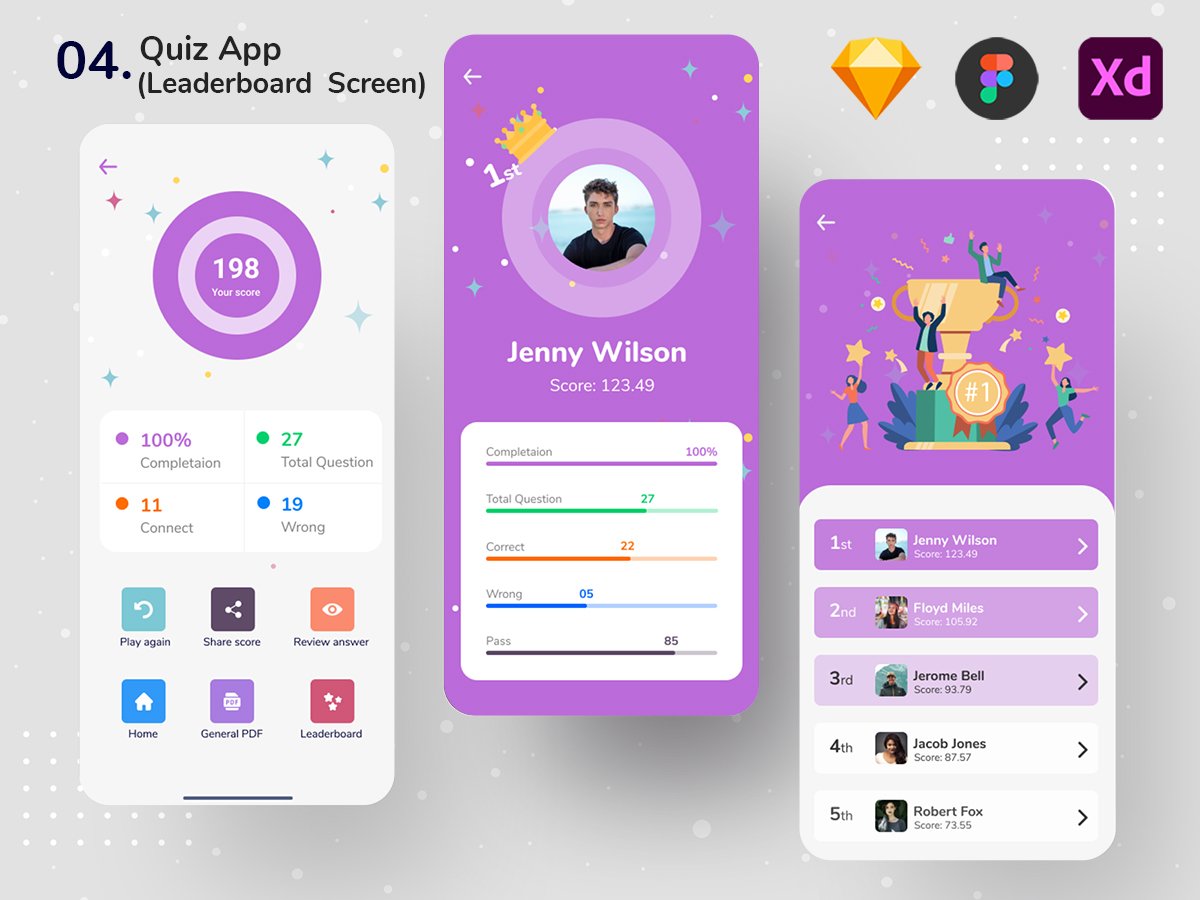 04.
Quiz App
(Leaderboard Screen)
Xd
198
Your score
100%
Completaion
27
Total Question
11
Connect
19
Wrong
Play again
Share score
Review answer
PDF
Home
General PDF
Leaderboard
1st
Jenny Wilson
Score: 123.49
Completaion 100%
Total Question 27
Correct 22
Wrong 05
Pass 85
#1
1st Jenny Wilson
Score: 123.49
2nd Floyd Miles
Score: 105.92
3rd Jerome Bell
Score: 93.79
4th Jacob Jones
Score: 87.57
5th Robert Fox
Score: 73.55